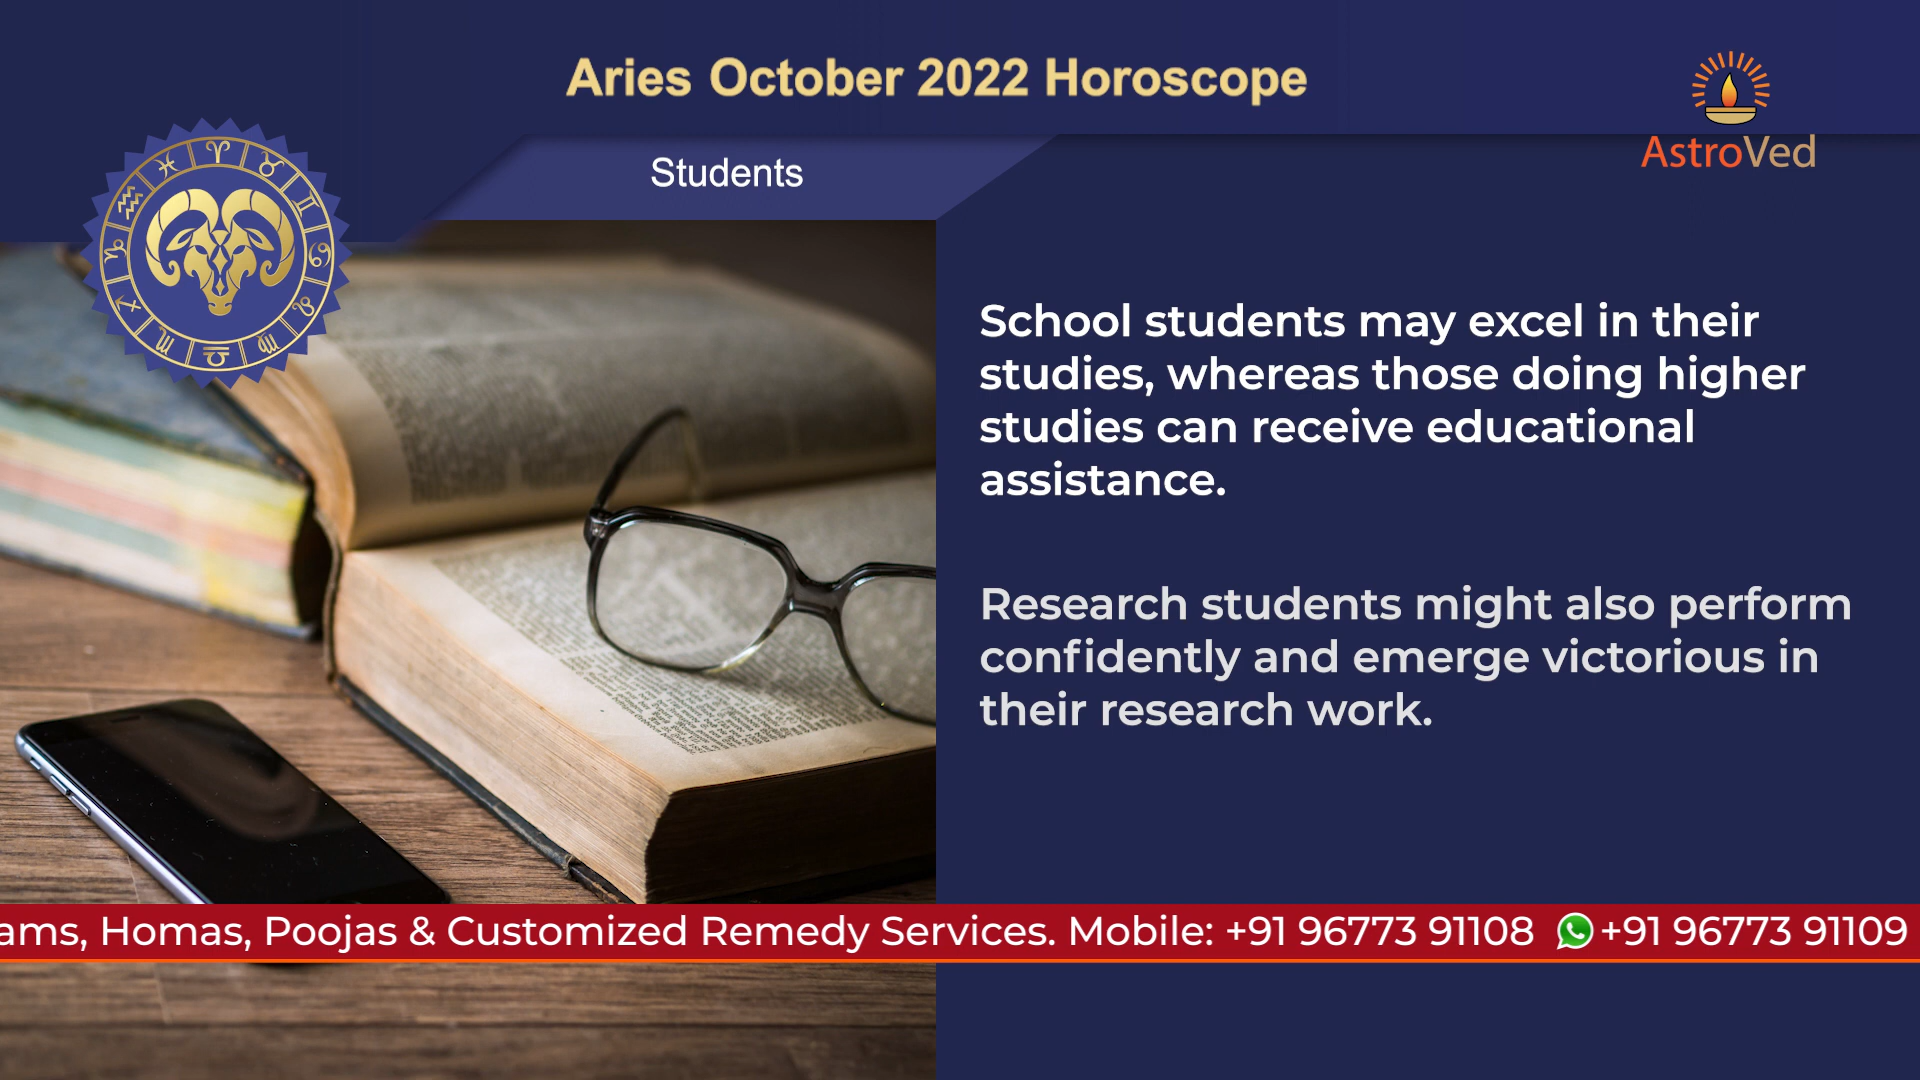 Aries October 2022 Horoscope
AstroVed
Students
School students may excel in their
studies, whereas those doing higher
studies can receive educational
assistance.
Research students might also perform
confidently and emerge victorious in
their research work.
ams, Homas, Poojas & Customized Remedy Services. Mobile: +91 96773 91108 +91 96773 91109